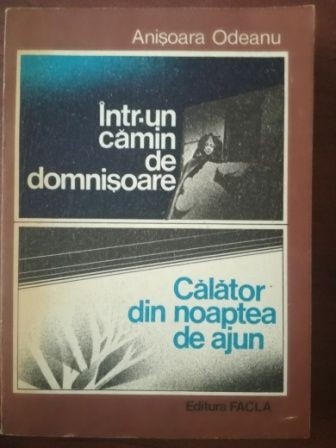 Anișoara Odeanu
Într-un
cămin
de
domnișoare
Călător
din noaptea
de ajun
Editura FACLA